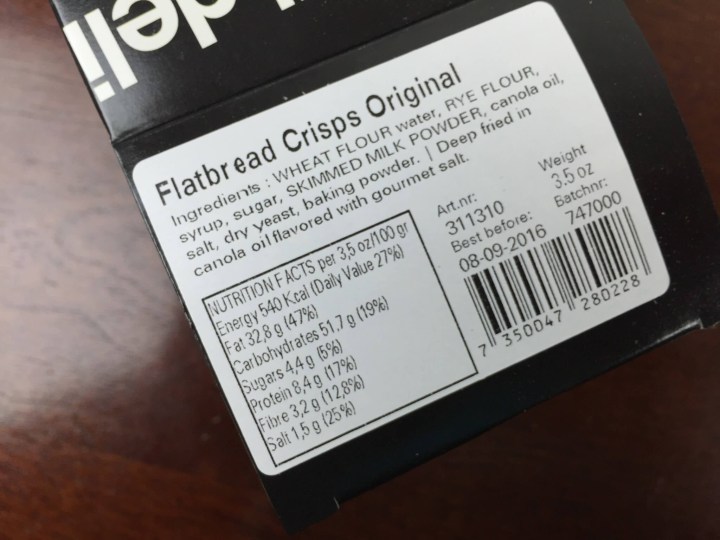 deli
Flatbread Crisps Original
Ingredients : WHEAT FLOUR water, RYE FLOUR,
syrup, sugar, SKIMMED MILK POWDER, canola oil,
salt, dry yeast, baking powder. | Deep fried in
canola oil flavored with gourmet salt.
NUTRITION FACTS per 3,5 oz/100 gr
Energy 540 Kcal (Daily Value 27%)
Fat 32,8 g (47%)
Carbohydrates 51.7 g (19%)
Sugars 4,4 g (5%)
Protein 8,4 g (17%)
Fibre 3,2 g (12,8%)
Salt 1,5 g (25%)
Art.nr:
311310
Best before:
08-09-2016
Weight
3.5 oz
Batchnr:
747000
7 350047 280228